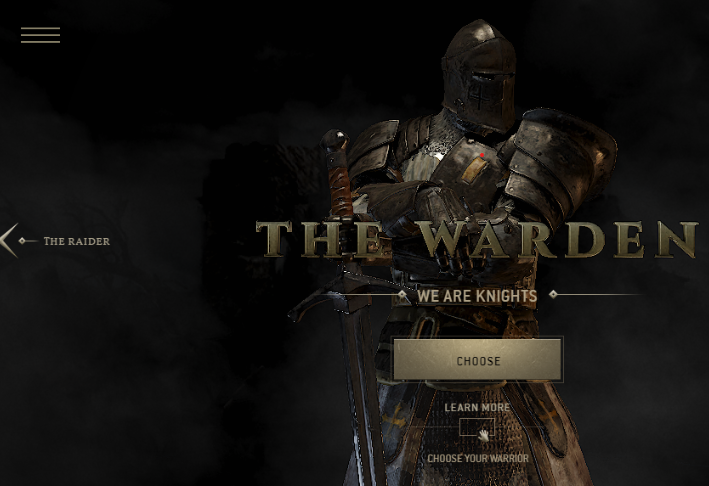 THE RAIDER
THE WARDEN
WE ARE KNIGHTS
CHOOSE
LEARN MORE
CHOOSE YOUR WARRIOR